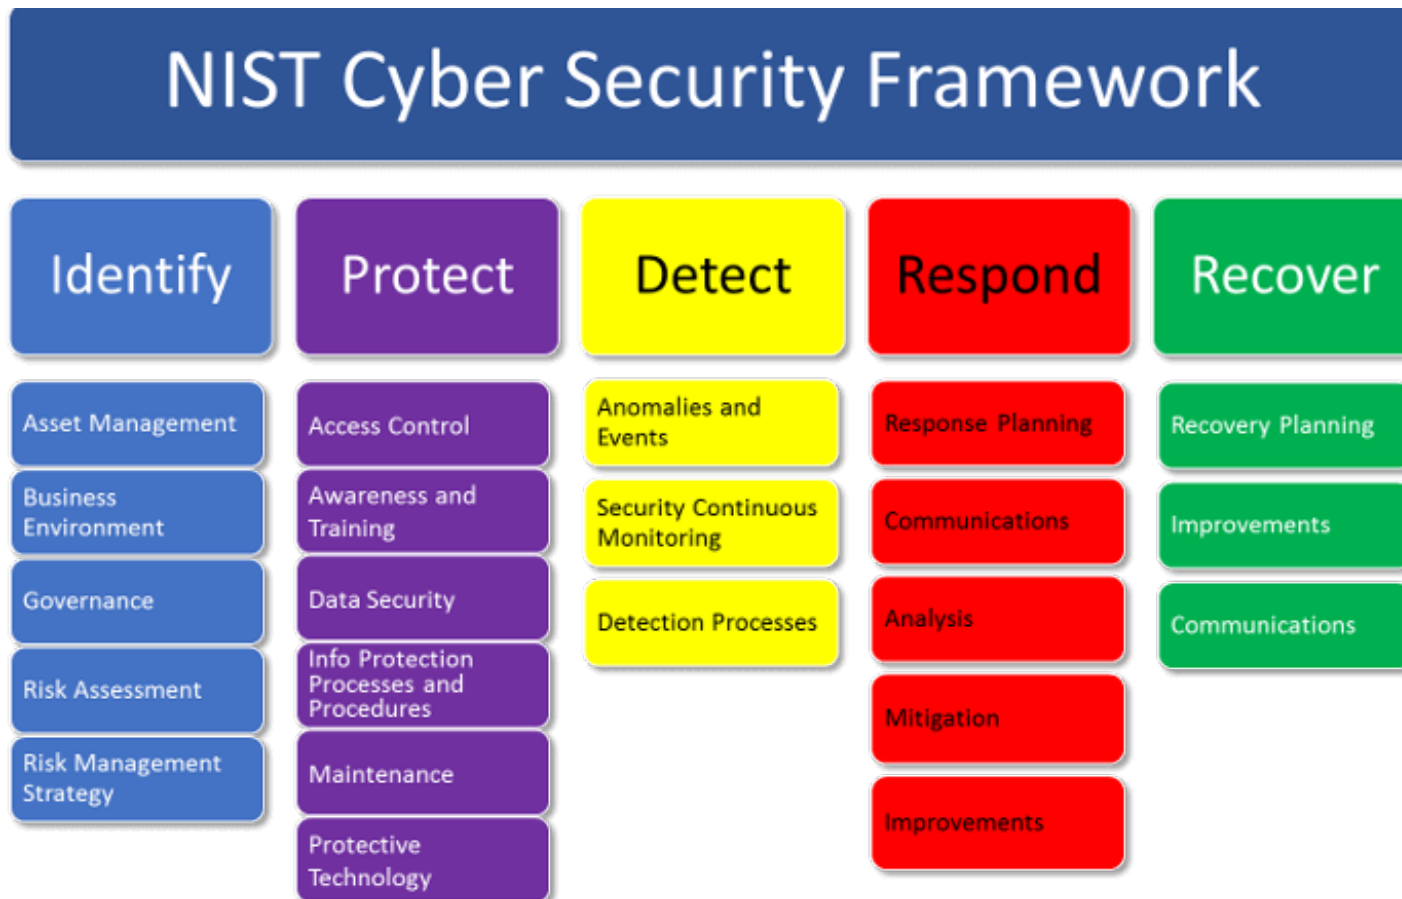 NIST Cyber Security Framework
Identify
Asset Management
Business
Environment
Governance
Risk Assessment
Risk Management
Strategy
Protect
Access Control
Awareness and
Training
Data Security
Info Protection
Processes and
Procedures
Maintenance
Protective
Technology
Detect
Anomalies and
Events
Security Continuous
Monitoring
Detection Processes
Respond
Response Planning
Communications
Analysis
Mitigation
Improvements
Recover
Recovery Planning
Improvements
Communications